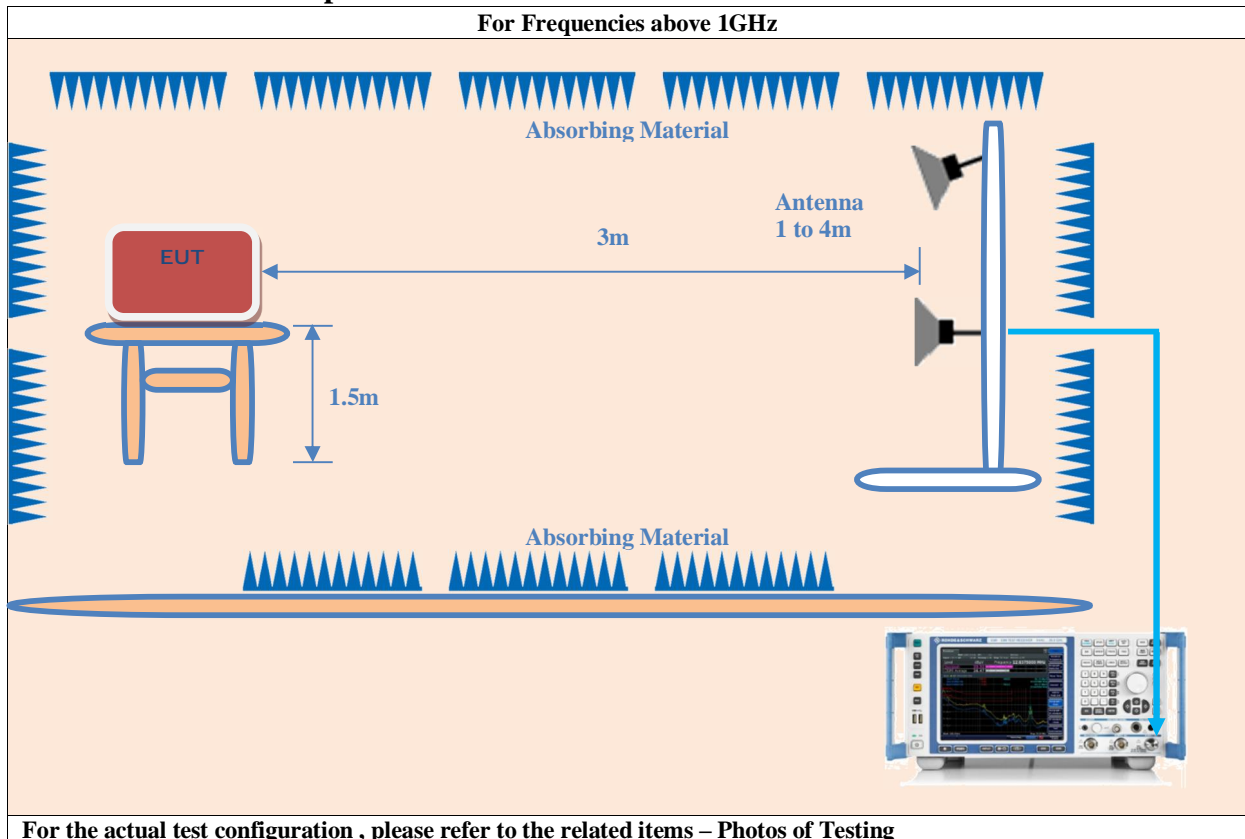 For Frequencies above 1GHz
Absorbing Material
Antenna
1 to 4m
3m
EUT
1.5m
Absorbing Material
For the actual test configuration , please refer to the related items – Photos of Testing